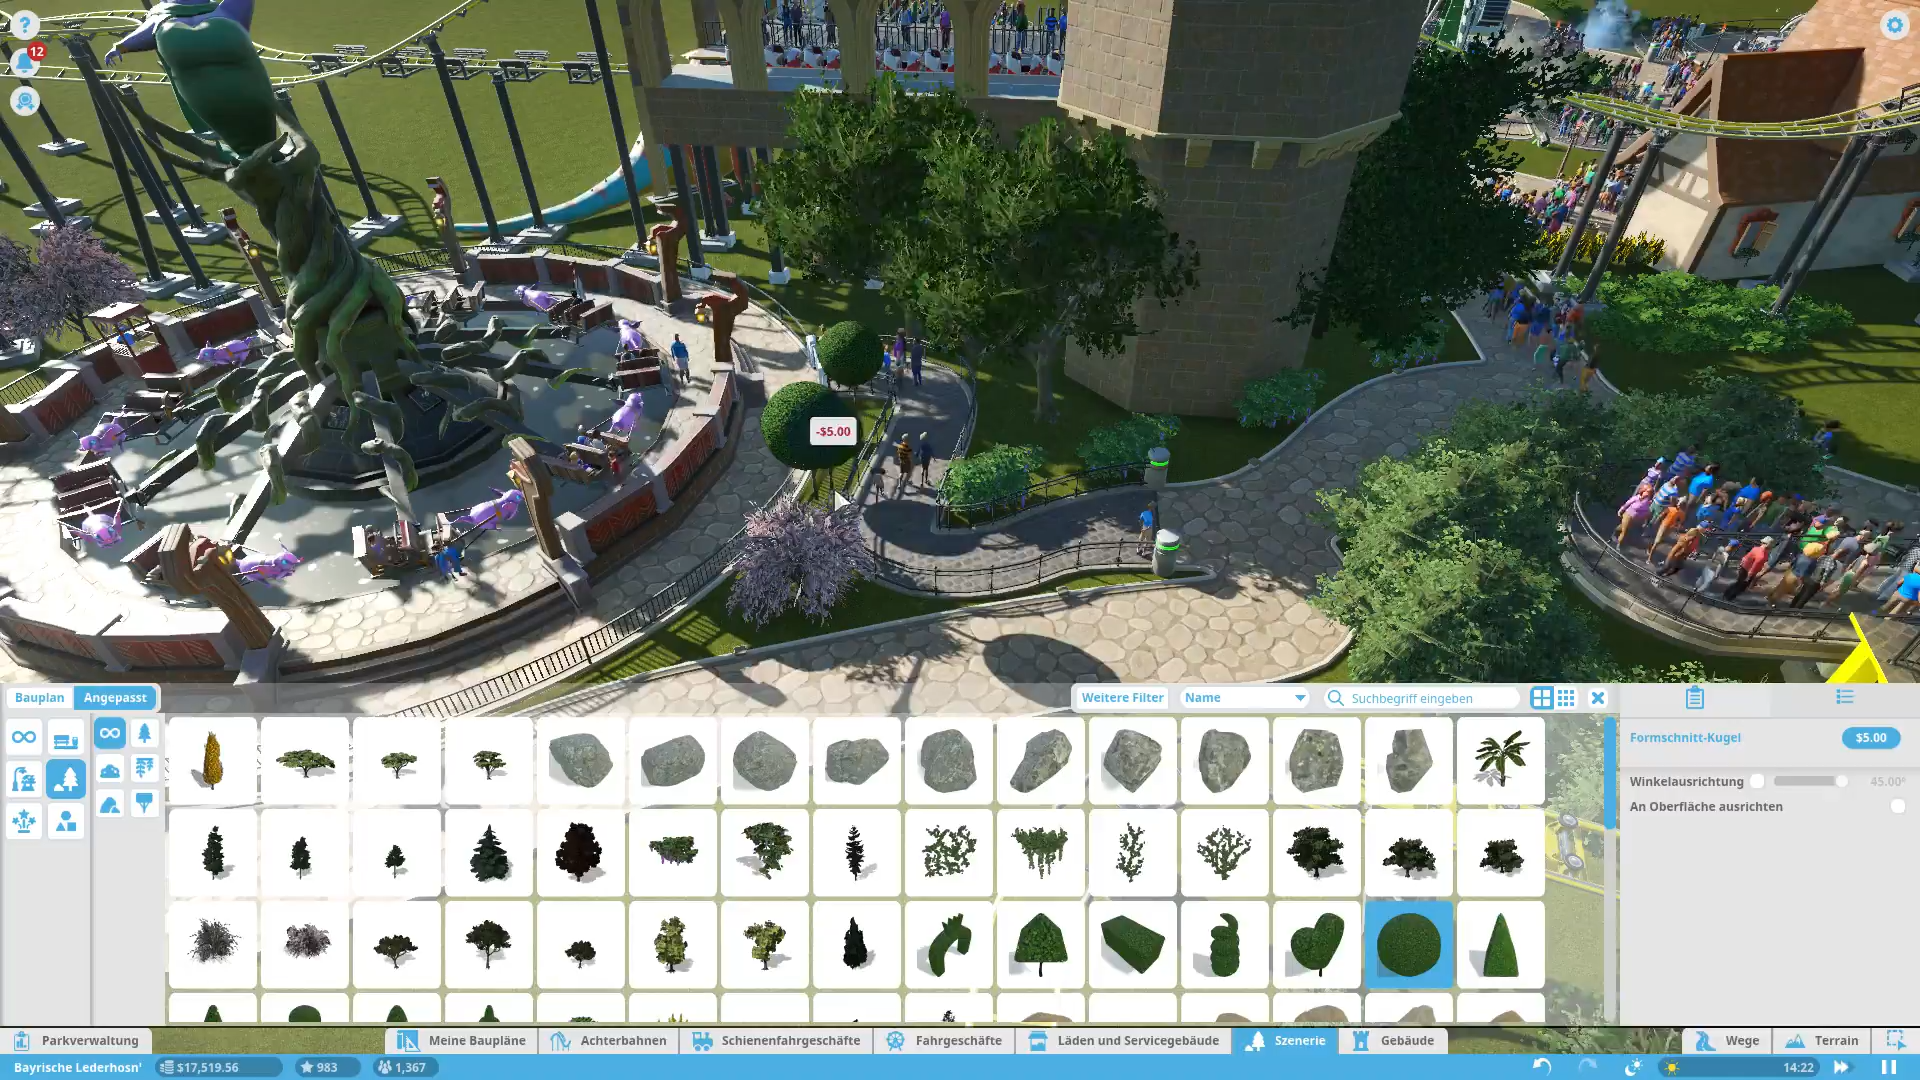 ?
12
-$5.00
Bauplan
Angepasst
Weitere Filter
Name
Suchbegriff eingeben
Formschnitt-Kugel
$5.00
Winkelausrichtung
45.00°
An Oberfläche ausrichten
Parkverwaltung
Meine Baupläne
Achterbahnen
Schienenfahrgeschäfte
Fahrgeschäfte
Läden und Servicegebäude
Szenerie
Gebäude
Wege
Terrain
Bayrische Lederhosn'
$17,519.56
983
1,367
14:22